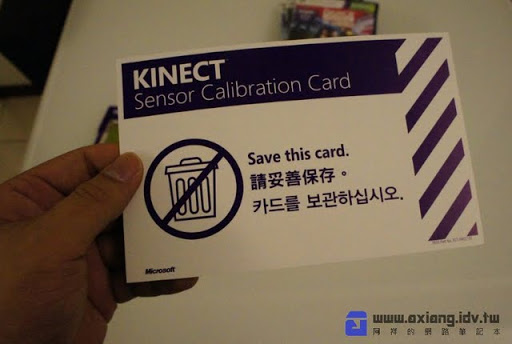 KINECT
Sensor Calibration Card
Save this card.
請妥善保存。
카드를 보관하십시오.
Microsoft
www.axiang.idv.tw
阿祥的網路筆記本